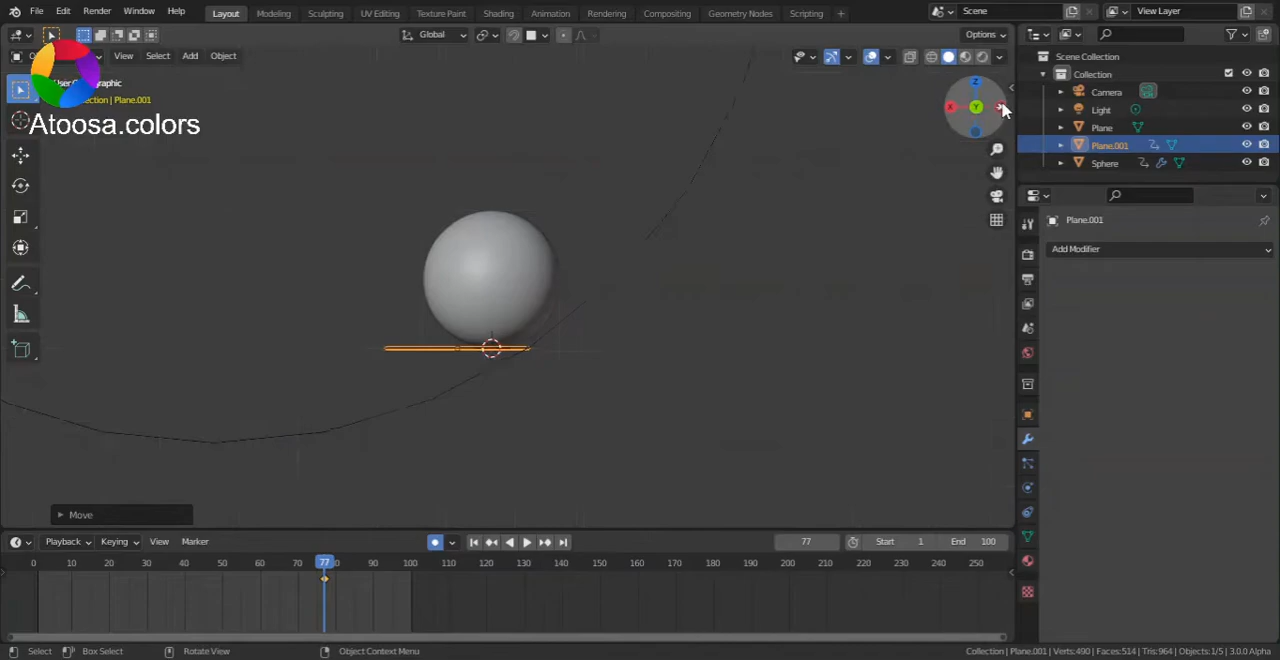 File Edit Render Window Help
Layout Modeling Sculpting UV Editing Texture Paint Shading Animation Rendering Compositing Geometry Nodes Scripting +
Scene
View Layer
Global
Options
View Select Add Object
Atoosa.colors
Collection | Plane.001
X Y Z
Scene Collection
Collection
Camera
Light
Plane
Plane.001
Sphere
Plane.001
Add Modifier
Move
Playback Keying View Marker
77
Start 1
End 100
0 10 20 30 40 50 60 70 77 80 90 100 110 120 130 140 150 160 170 180 190 200 210 220 230 240 250
Select
Box Select
Rotate View
Object Context Menu
Collection | Plane.001 | Verts:490 | Faces:514 | Tris:964 | Objects:1/5 | 3.0.0 Alpha